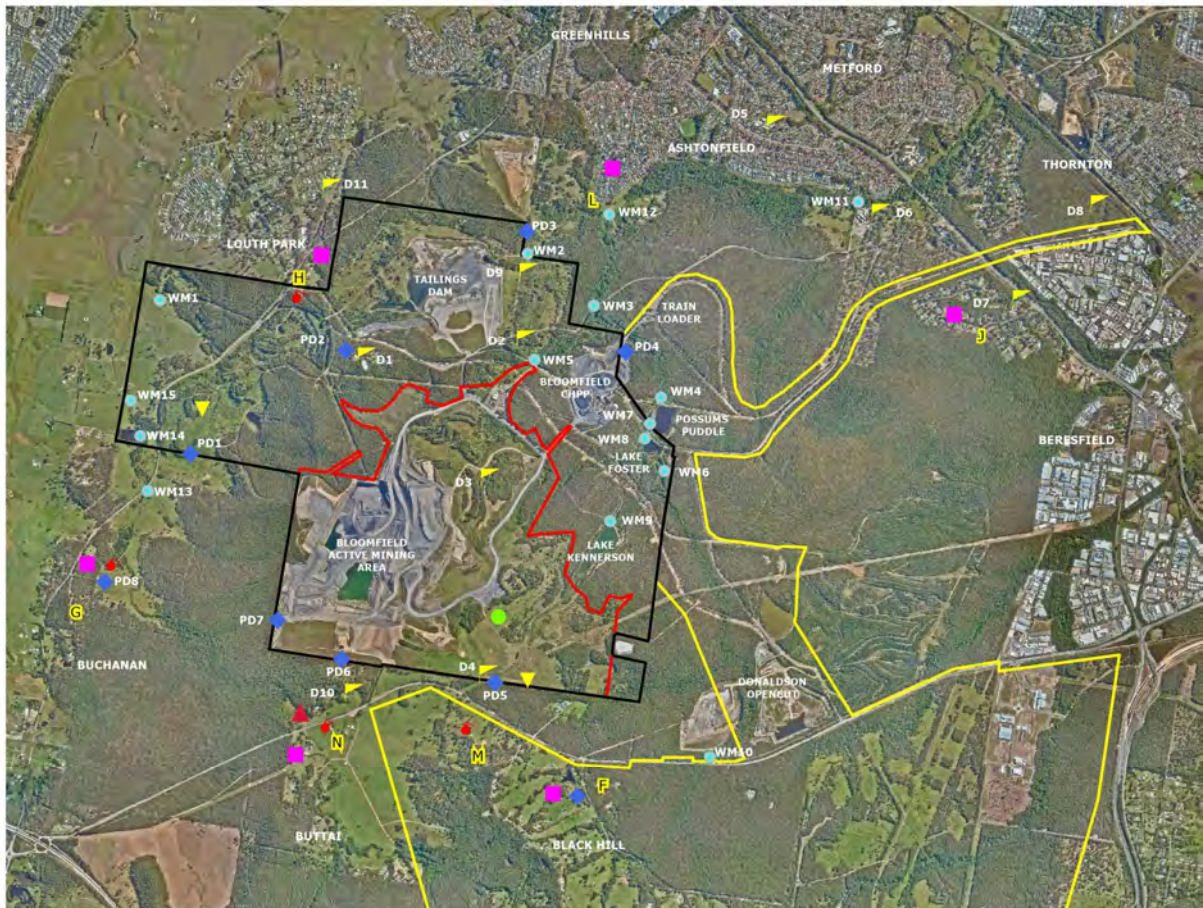 GREENHILLS
METFORD
D5
ASHTONFIELD
THORNTON
D11
L
WM12
WM11
D6
D8
PD3
LOUTH PARK
WM2
D9
H
TAILINGS
DAM
WM1
WM3
TRAIN
LOADER
D7
J
PD2
D1
D2
PD4
WM5
BLOOMFIELD
CHPP
WM15
WM4
WM7
POSSUMS
PUDDLE
WM14
PD1
WM8
LAKE
FOSTER
BERESFIELD
WM6
D3
WM13
WM9
BLOOMFIELD
ACTIVE MINING
AREA
LAKE
KENNERSON
PD8
G
PD7
BUCHANAN
PD6
D4
PD5
D10
DONALDSON
OPENCUT
N
M
WM10
F
BUTTAI
BLACK HILL